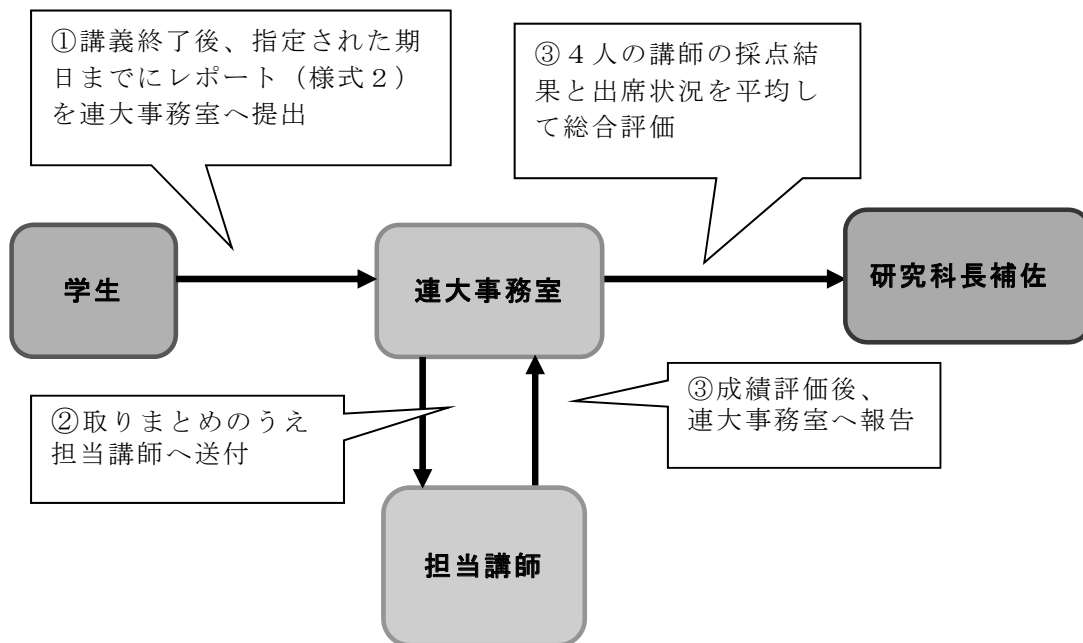 ①講義終了後、指定された期
日までにレポート（様式２）
を連大事務室へ提出
③４人の講師の採点結
果と出席状況を平均し
て総合評価
学生
連大事務室
研究科長補佐
②取りまとめのうえ
担当講師へ送付
③成績評価後、
連大事務室へ報告
担当講師